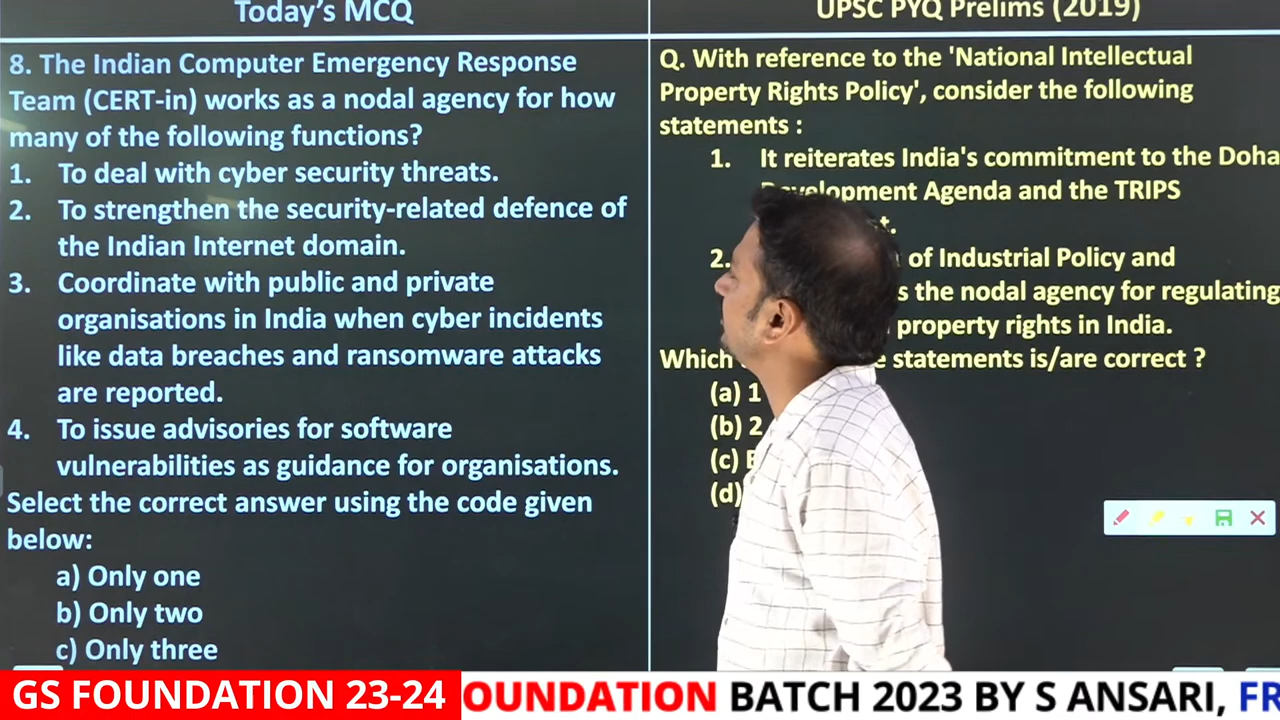 Today's MCQ
8. The Indian Computer Emergency Response
Team (CERT-in) works as a nodal agency for how
many of the following functions?
1. To deal with cyber security threats.
2. To strengthen the security-related defence of
the Indian Internet domain.
3. Coordinate with public and private
organisations in India when cyber incidents
like data breaches and ransomware attacks
are reported.
4. To issue advisories for software
vulnerabilities as guidance for organisations.
Select the correct answer using the code given
below:
a) Only one
b) Only two
c) Only three
UPSC PYQ Prelims (2019)
Q. With reference to the 'National Intellectual
Property Rights Policy', consider the following
statements :
1. It reiterates India's commitment to the Doha
Development Agenda and the TRIPS
2. of Industrial Policy and
the nodal agency for regulating
property rights in India.
Which statements is/are correct ?
(a) 1
(b) 2
(c)
(d)
GS FOUNDATION 23-24
OUNDATION BATCH 2023 BY S ANSARI, FR